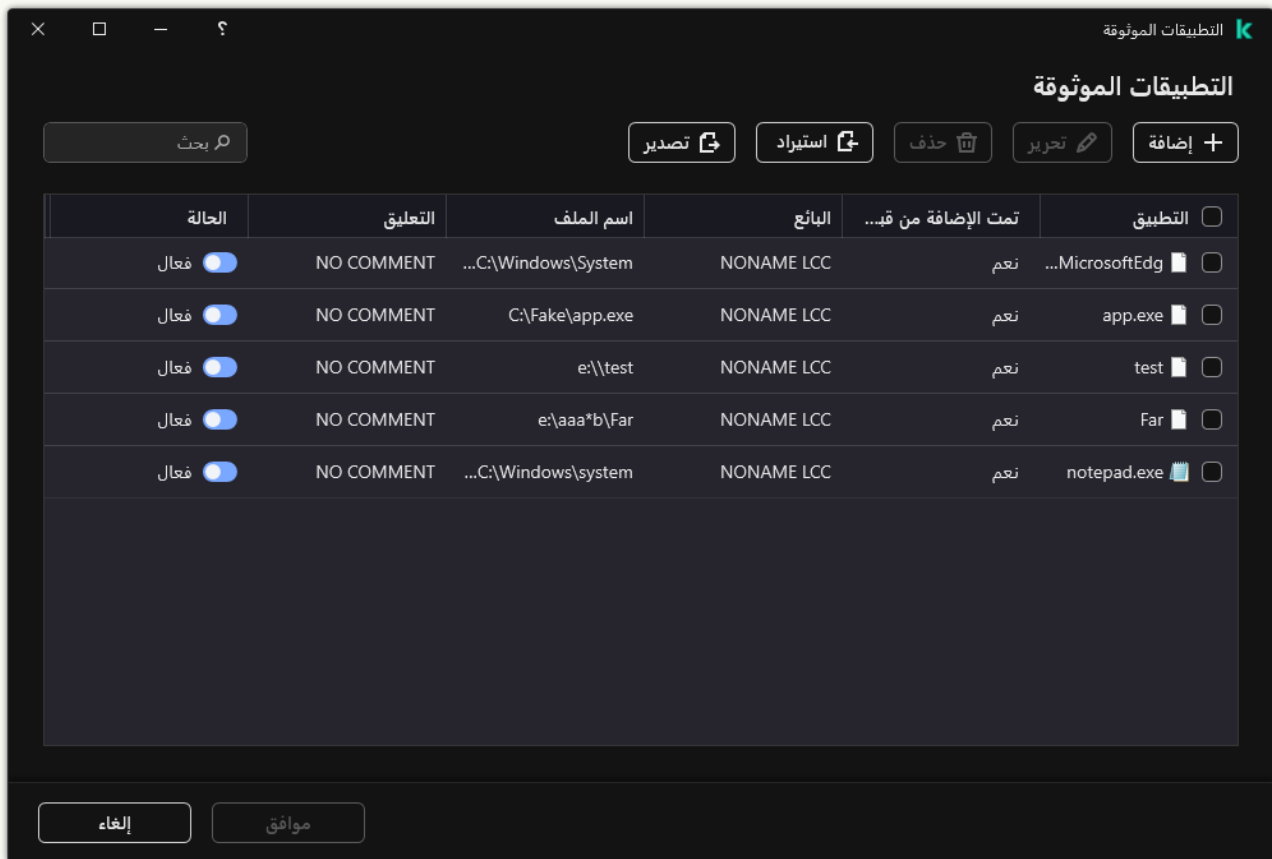 التطبيقات الموثوقة ؟
التطبيقات الموثوقة
إضافة تحرير حذف استيراد تصدير بحث
التطبيق تمت الإضافة من قبـ... البائع اسم الملف التعليق الحالة
MicrosoftEdg... نعم NONAME LCC C:\Windows\System... NO COMMENT فعال
app.exe نعم NONAME LCC C:\Fake\app.exe NO COMMENT فعال
test نعم NONAME LCC e:\\test NO COMMENT فعال
Far نعم NONAME LCC e:\aaa*b\Far NO COMMENT فعال
notepad.exe نعم NONAME LCC C:\Windows\system... NO COMMENT فعال
موافق إلغاء